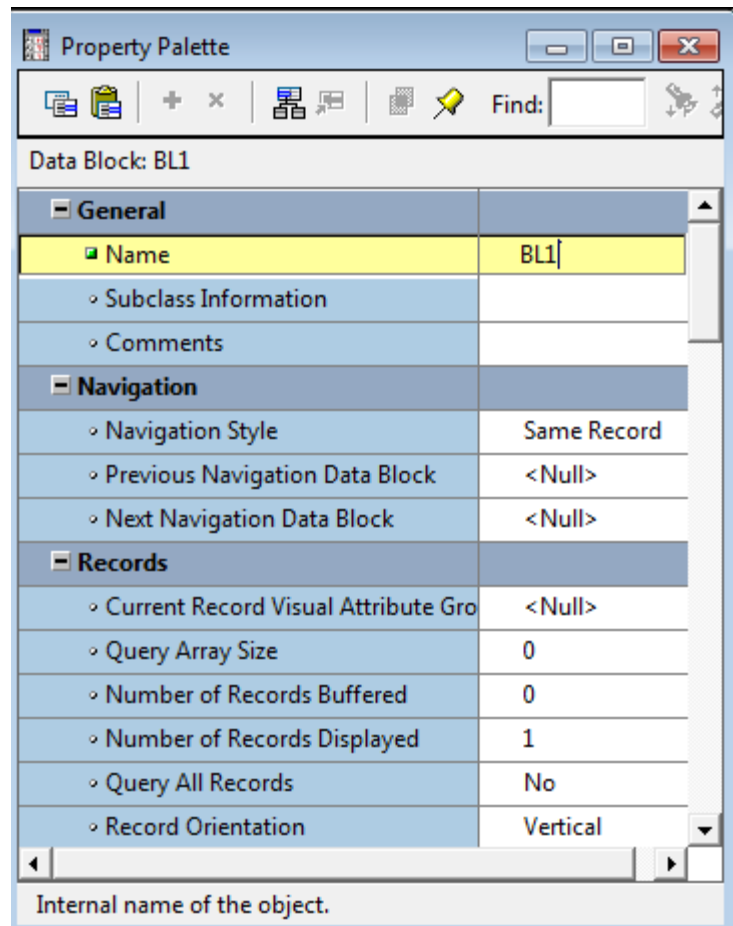 Property Palette
Find:
Data Block: BL1
General
Name BL1
Subclass Information
Comments
Navigation
Navigation Style Same Record
Previous Navigation Data Block <Null>
Next Navigation Data Block <Null>
Records
Current Record Visual Attribute Gro <Null>
Query Array Size 0
Number of Records Buffered 0
Number of Records Displayed 1
Query All Records No
Record Orientation Vertical
Internal name of the object.